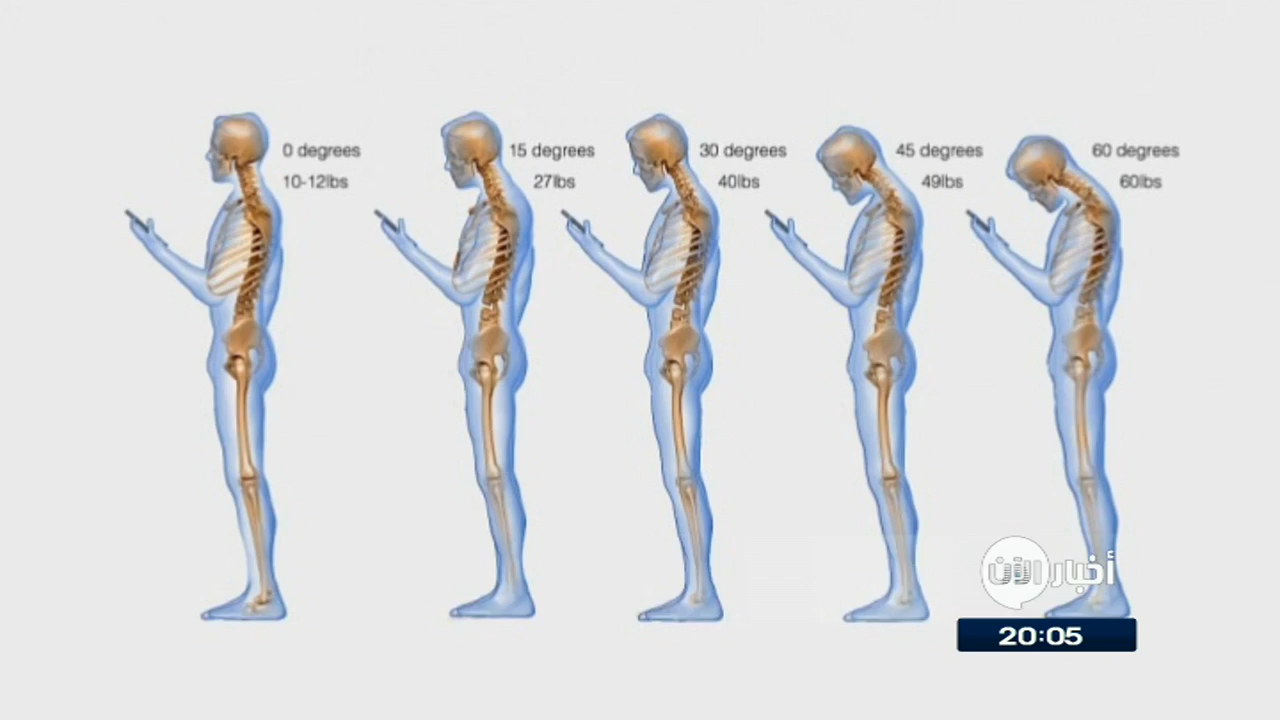 0 degrees
10-12lbs
15 degrees
27lbs
30 degrees
40lbs
45 degrees
49lbs
60 degrees
60lbs
أخبار الآن
20:05